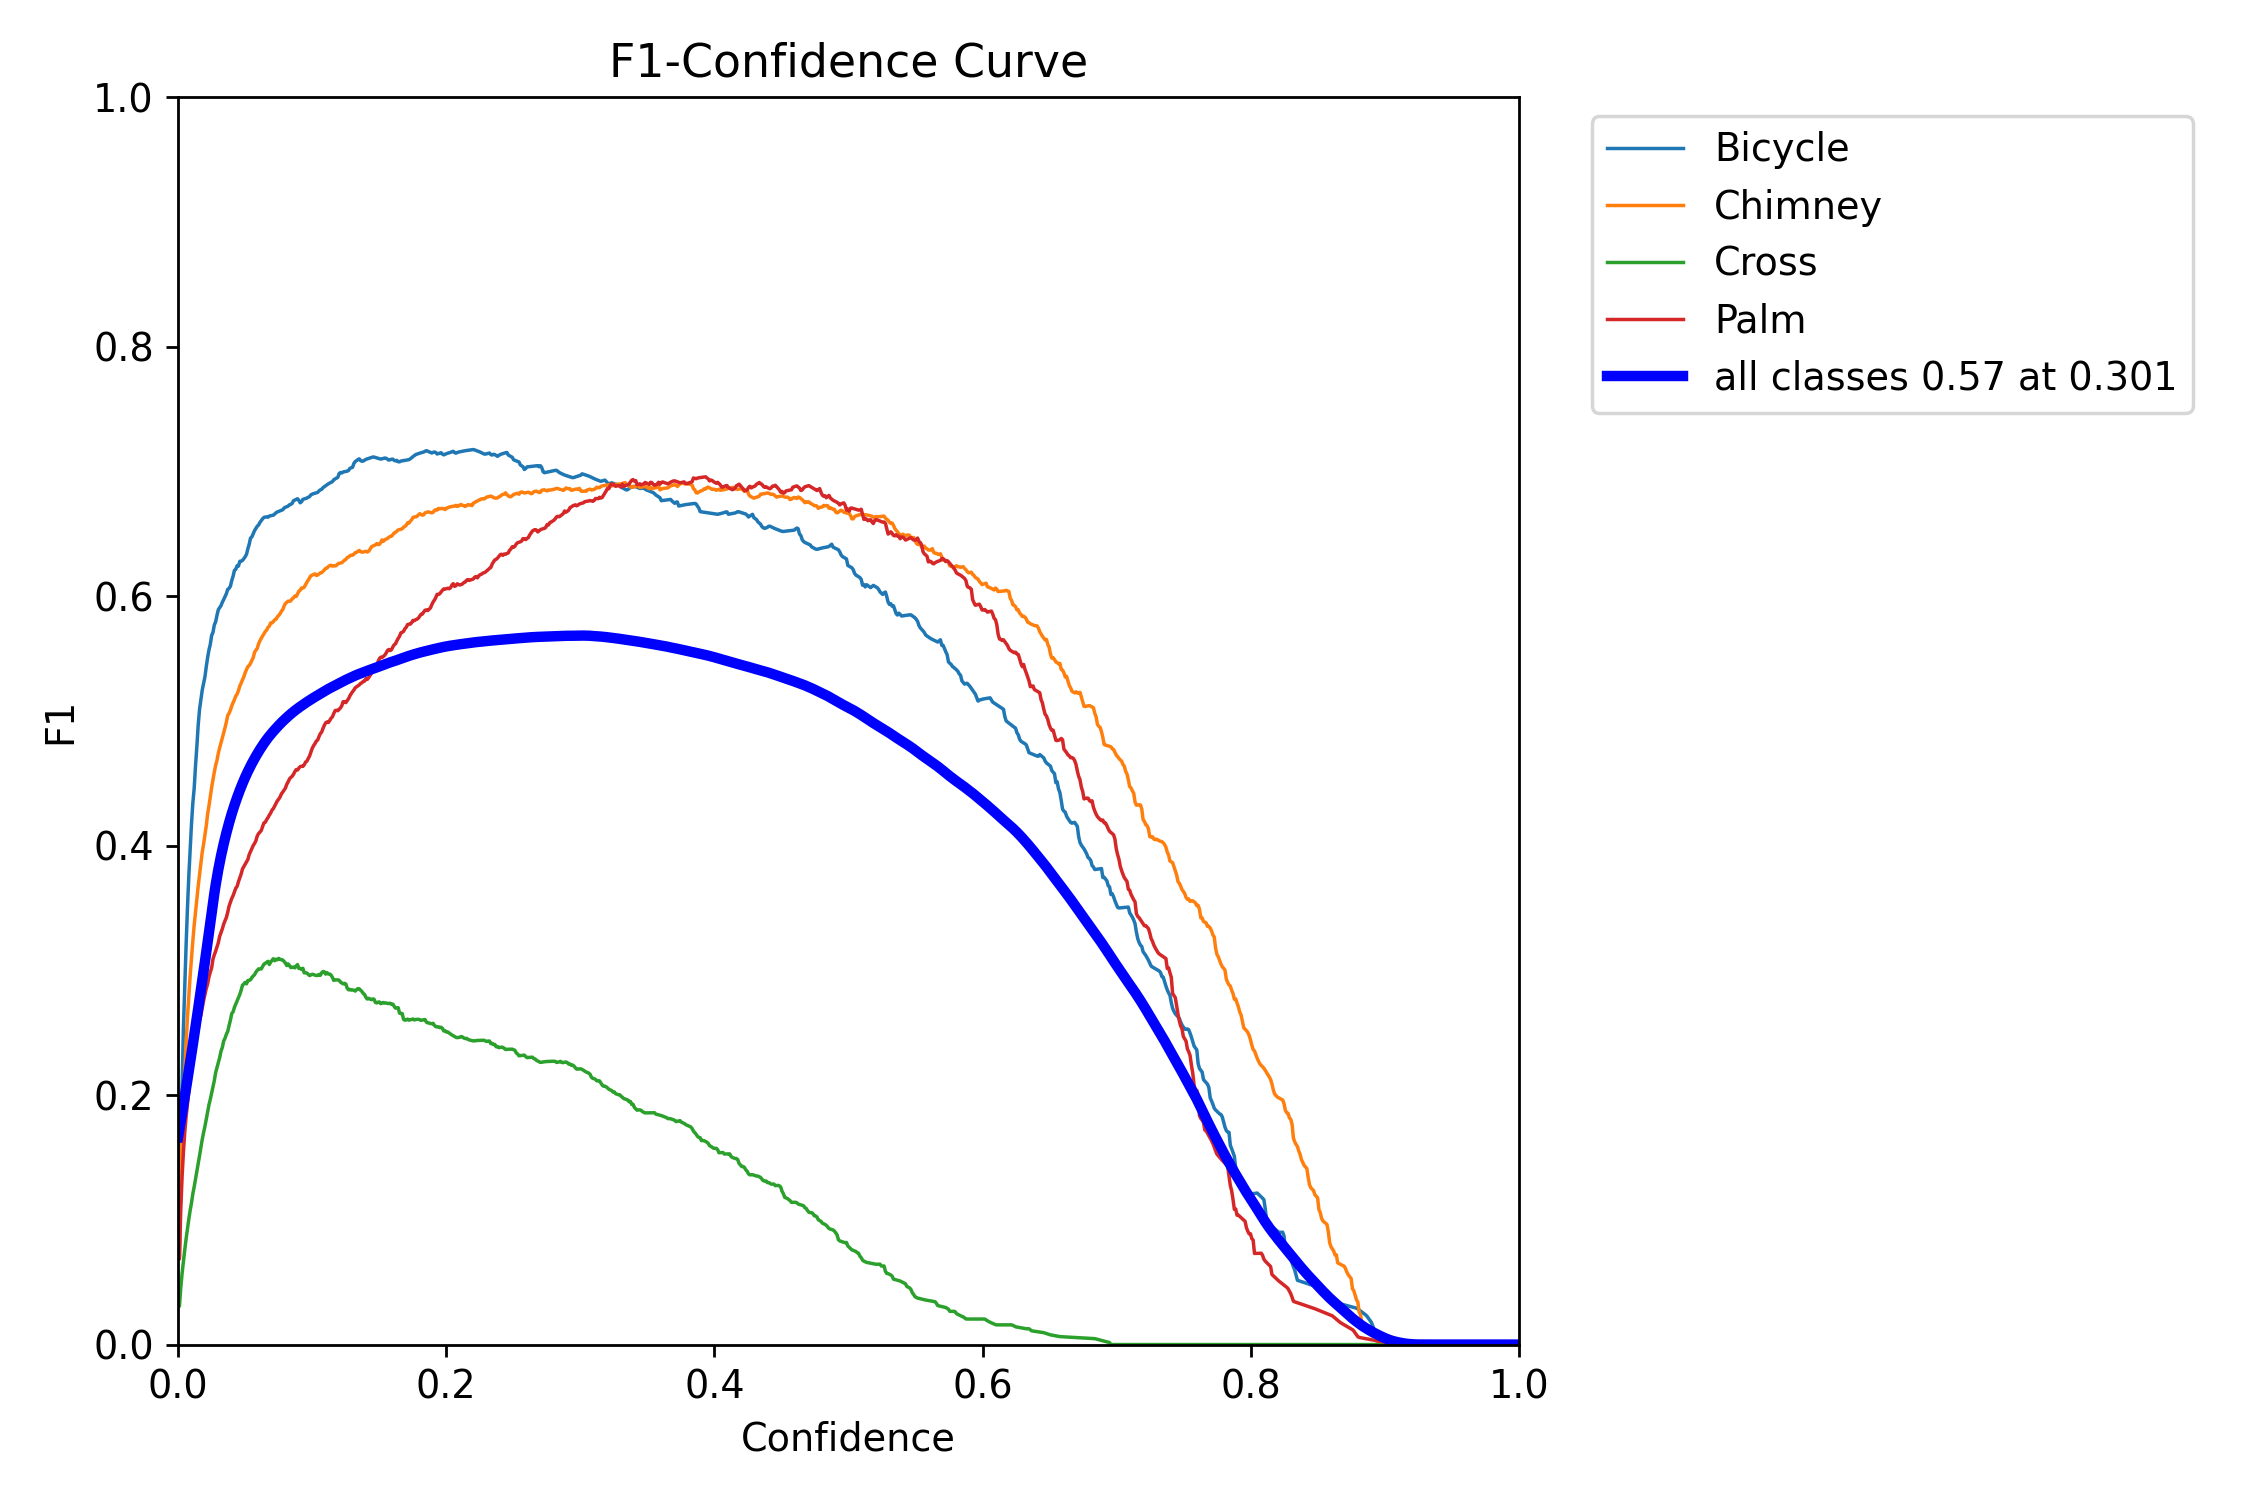 F1-Confidence Curve
1.0
0.8
0.6
0.4
0.2
0.0
F1
0.0 0.2 0.4 0.6 0.8 1.0
Confidence
Bicycle
Chimney
Cross
Palm
all classes 0.57 at 0.301